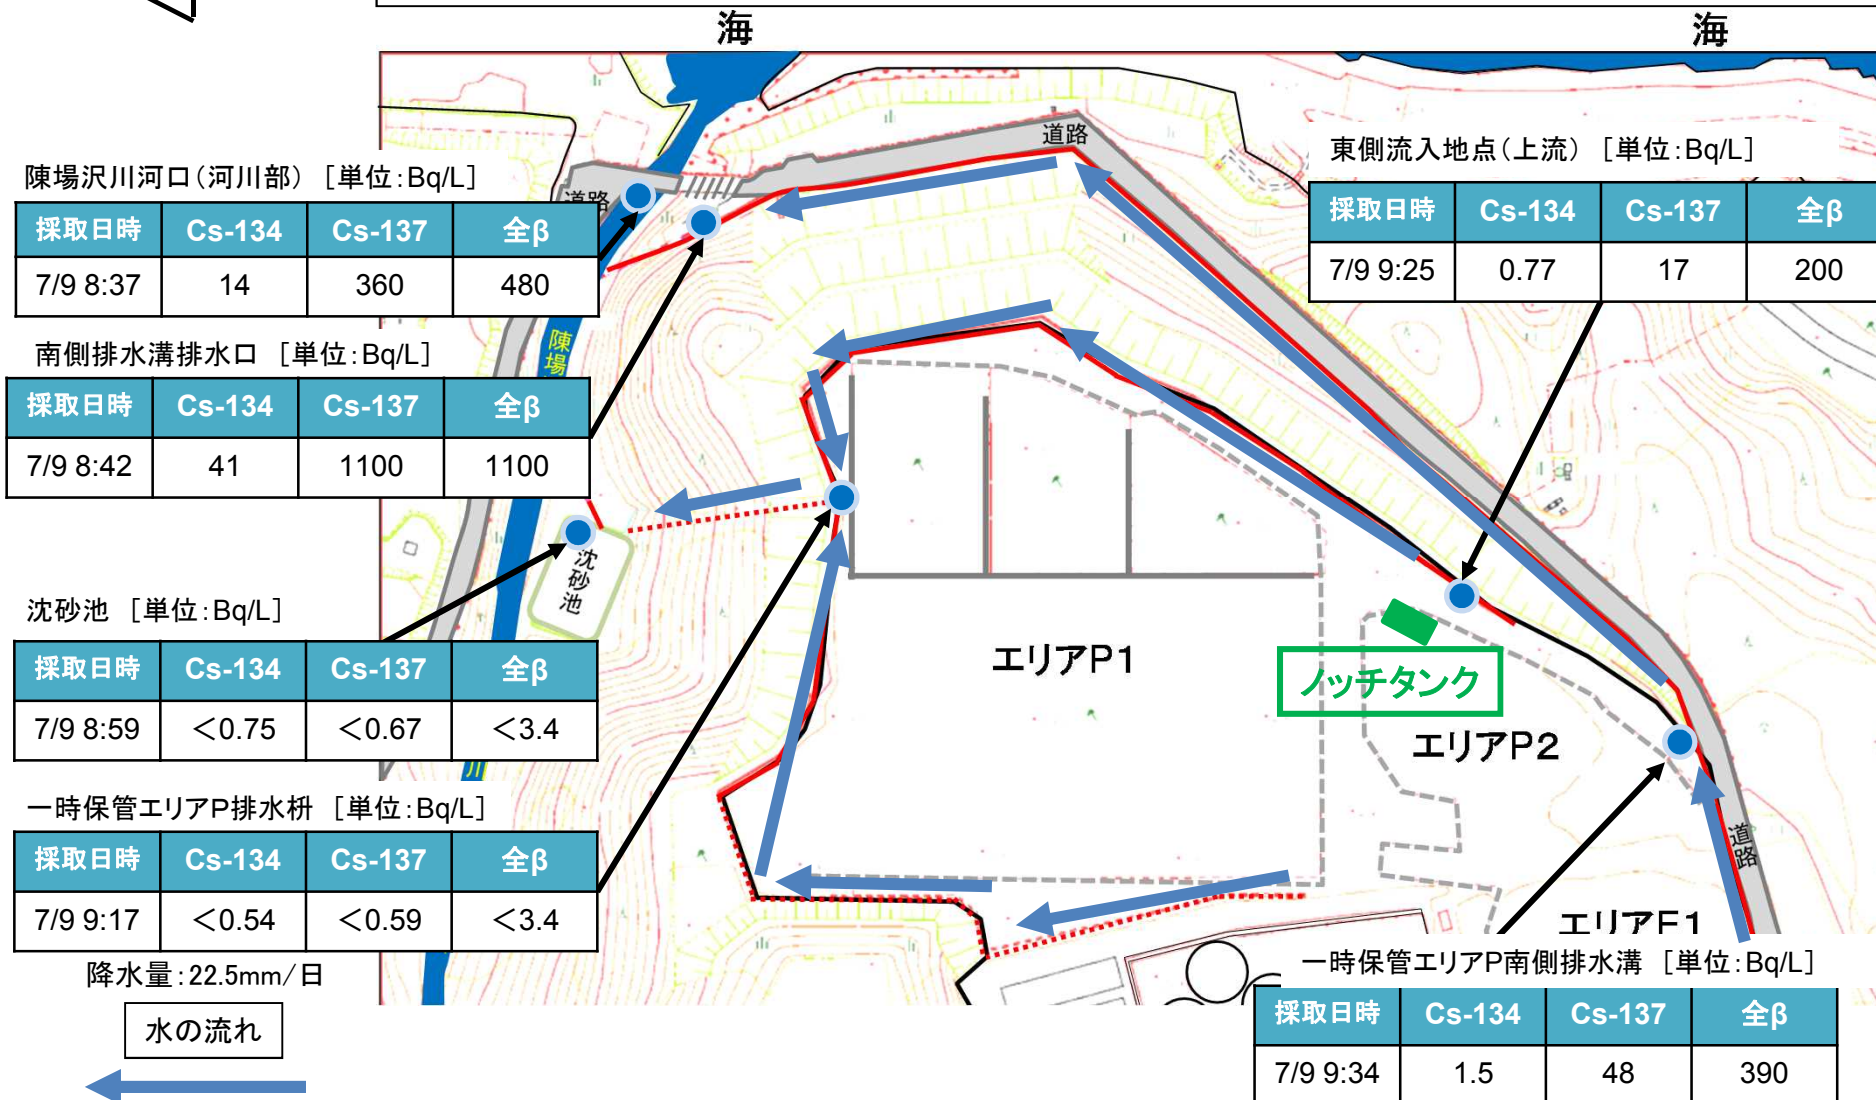 海 海
道路
陳場沢川河口（河川部） ［単位：Bq/L］
道路
採取日時 Cs-134 Cs-137 全β
7/9 8:37 14 360 480
東側流入地点（上流） ［単位：Bq/L］
採取日時 Cs-134 Cs-137 全β
7/9 9:25 0.77 17 200
南側排水溝排水口 ［単位：Bq/L］
採取日時 Cs-134 Cs-137 全β
7/9 8:42 41 1100 1100
陳場
沈砂池
川
沈砂池 ［単位：Bq/L］
採取日時 Cs-134 Cs-137 全β
7/9 8:59 ＜0.75 ＜0.67 ＜3.4
エリアP1
ノッチタンク
エリアP2
道路
一時保管エリアP排水枡 ［単位：Bq/L］
採取日時 Cs-134 Cs-137 全β
7/9 9:17 ＜0.54 ＜0.59 ＜3.4
降水量：22.5mm/日
水の流れ
エリアE1
一時保管エリアP南側排水溝 ［単位：Bq/L］
採取日時 Cs-134 Cs-137 全β
7/9 9:34 1.5 48 390